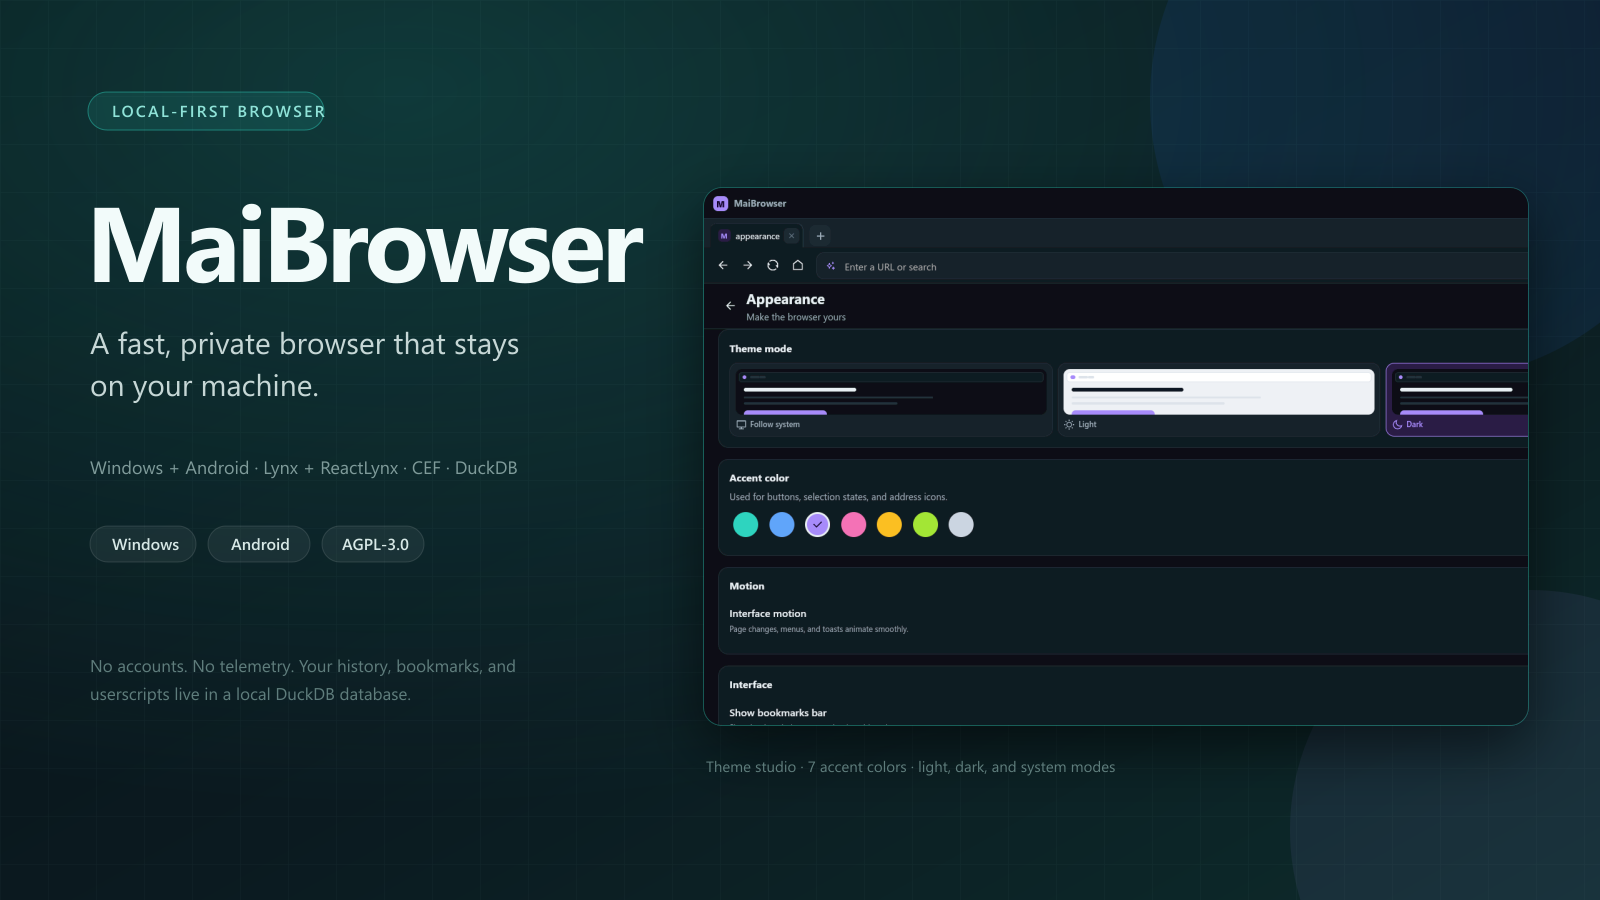 LOCAL-FIRST BROWSER
MaiBrowser
A fast, private browser that stays
on your machine.
Windows + Android · Lynx + ReactLynx · CEF · DuckDB
Windows
Android
AGPL-3.0
No accounts. No telemetry. Your history, bookmarks, and
userscripts live in a local DuckDB database.
M MaiBrowser
M appearance
Enter a URL or search
Appearance
Make the browser yours
Theme mode
Follow system
Light
Dark
Accent color
Used for buttons, selection states, and address icons.
Motion
Interface motion
Page changes, menus, and toasts animate smoothly.
Interface
Show bookmarks bar
Theme studio · 7 accent colors · light, dark, and system modes